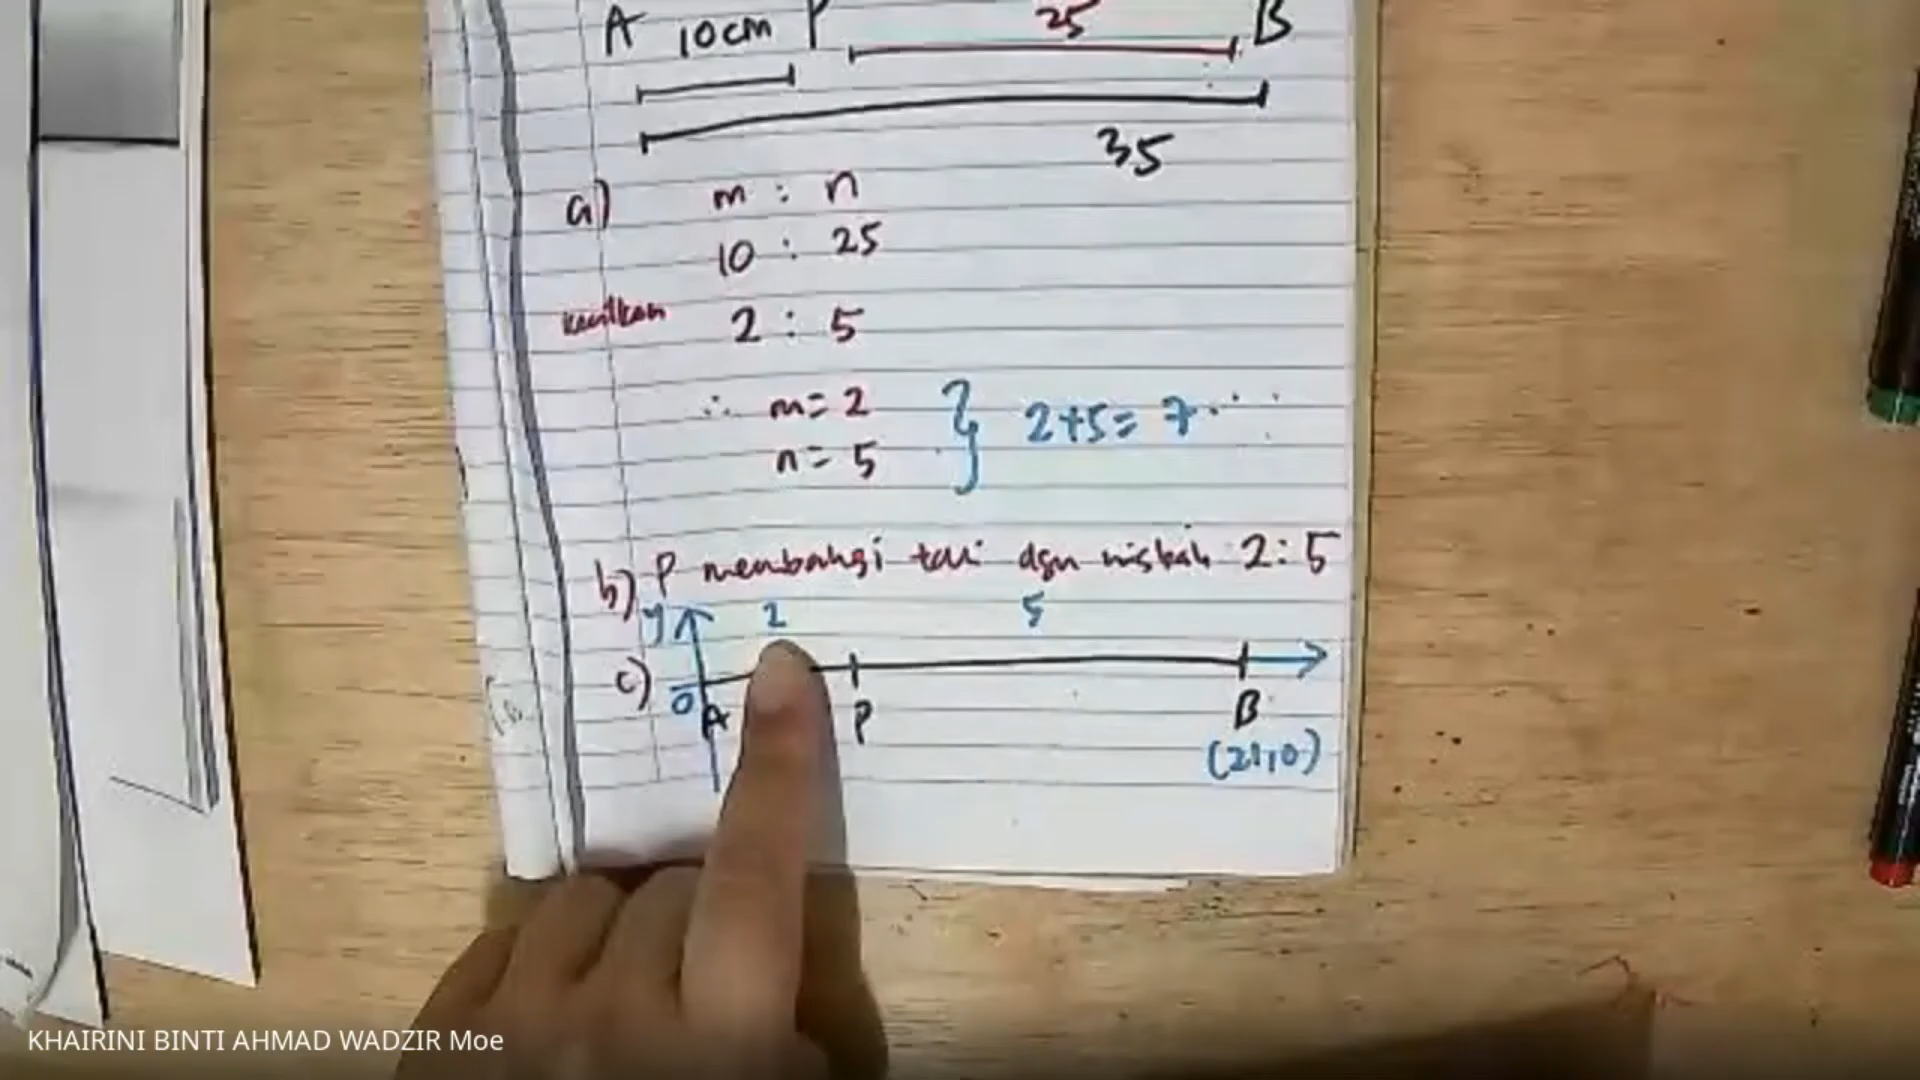 A 10cm P 25 B
35
a) m : n
10 : 25
kecilkan 2 : 5
∴ m = 2
n = 5 } 2+5 = 7
b) P membahagi tali dgn nisbah 2:5
y 2 5
c) 0 A P B
(21,0)
KHAIRINI BINTI AHMAD WADZIR Moe